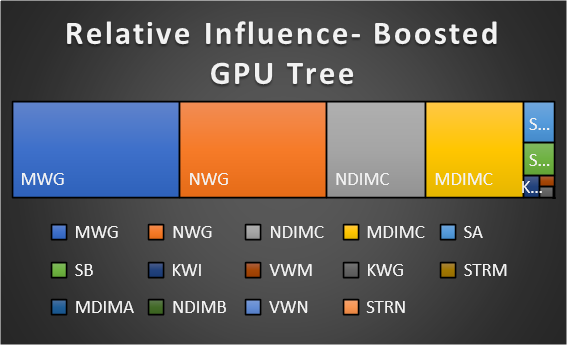 Relative Influence- Boosted
GPU Tree
MWG
NWG
NDIMC
MDIMC
S...
S...
K...
MWG NWG NDIMC MDIMC SA
SB KWI VWM KWG STRM
MDIMA NDIMB VWN STRN